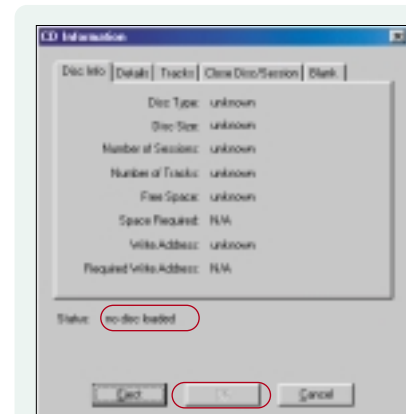 CD Information
Disc Info Details Tracks Close Disc/Session Blank
Disc Type: unknown
Disc Size: unknown
Number of Sessions: unknown
Number of Tracks: unknown
Free Space: unknown
Space Required: N/A
Write Address: unknown
Required Write Address: N/A
Status: no disc loaded
Eject Cancel